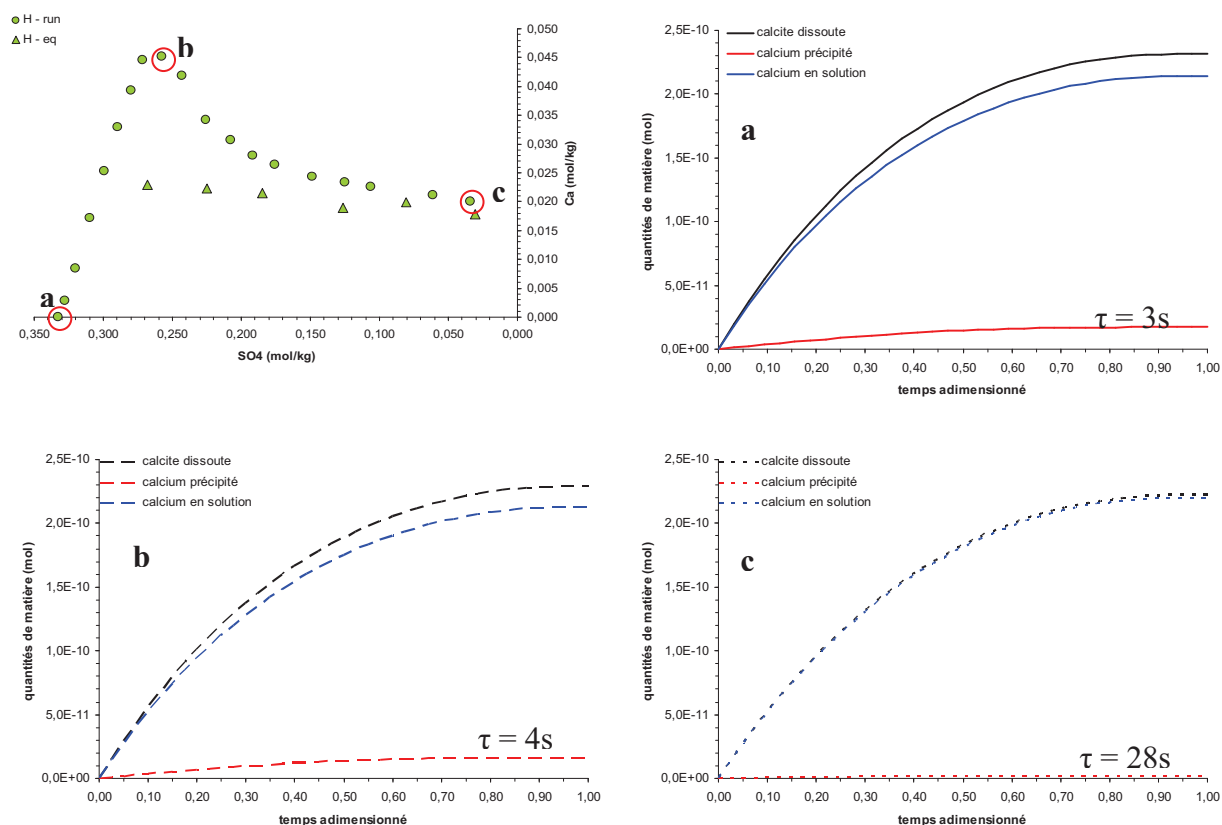 H - run
H - eq
b
a
c
0,050
0,045
0,040
0,035
0,030
0,025
0,020
0,015
0,010
0,005
0,000
Ca (mol/kg)
0,350 0,300 0,250 0,200 0,150 0,100 0,050 0,000
SO4 (mol/kg)
calcite dissoute
calcium précipité
calcium en solution
a
2,5E-10
2,0E-10
1,5E-10
1,0E-10
5,0E-11
0,0E+00
quantités de matière (mol)
τ = 3s
0,00 0,10 0,20 0,30 0,40 0,50 0,60 0,70 0,80 0,90 1,00
temps adimensionné
calcite dissoute
calcium précipité
calcium en solution
b
2,5E-10
2,0E-10
1,5E-10
1,0E-10
5,0E-11
0,0E+00
quantités de matière (mol)
τ = 4s
0,00 0,10 0,20 0,30 0,40 0,50 0,60 0,70 0,80 0,90 1,00
temps adimensionné
calcite dissoute
calcium précipité
calcium en solution
c
2,5E-10
2,0E-10
1,5E-10
1,0E-10
5,0E-11
0,0E+00
quantités de matière (mol)
τ = 28s
0,00 0,10 0,20 0,30 0,40 0,50 0,60 0,70 0,80 0,90 1,00
temps adimensionné